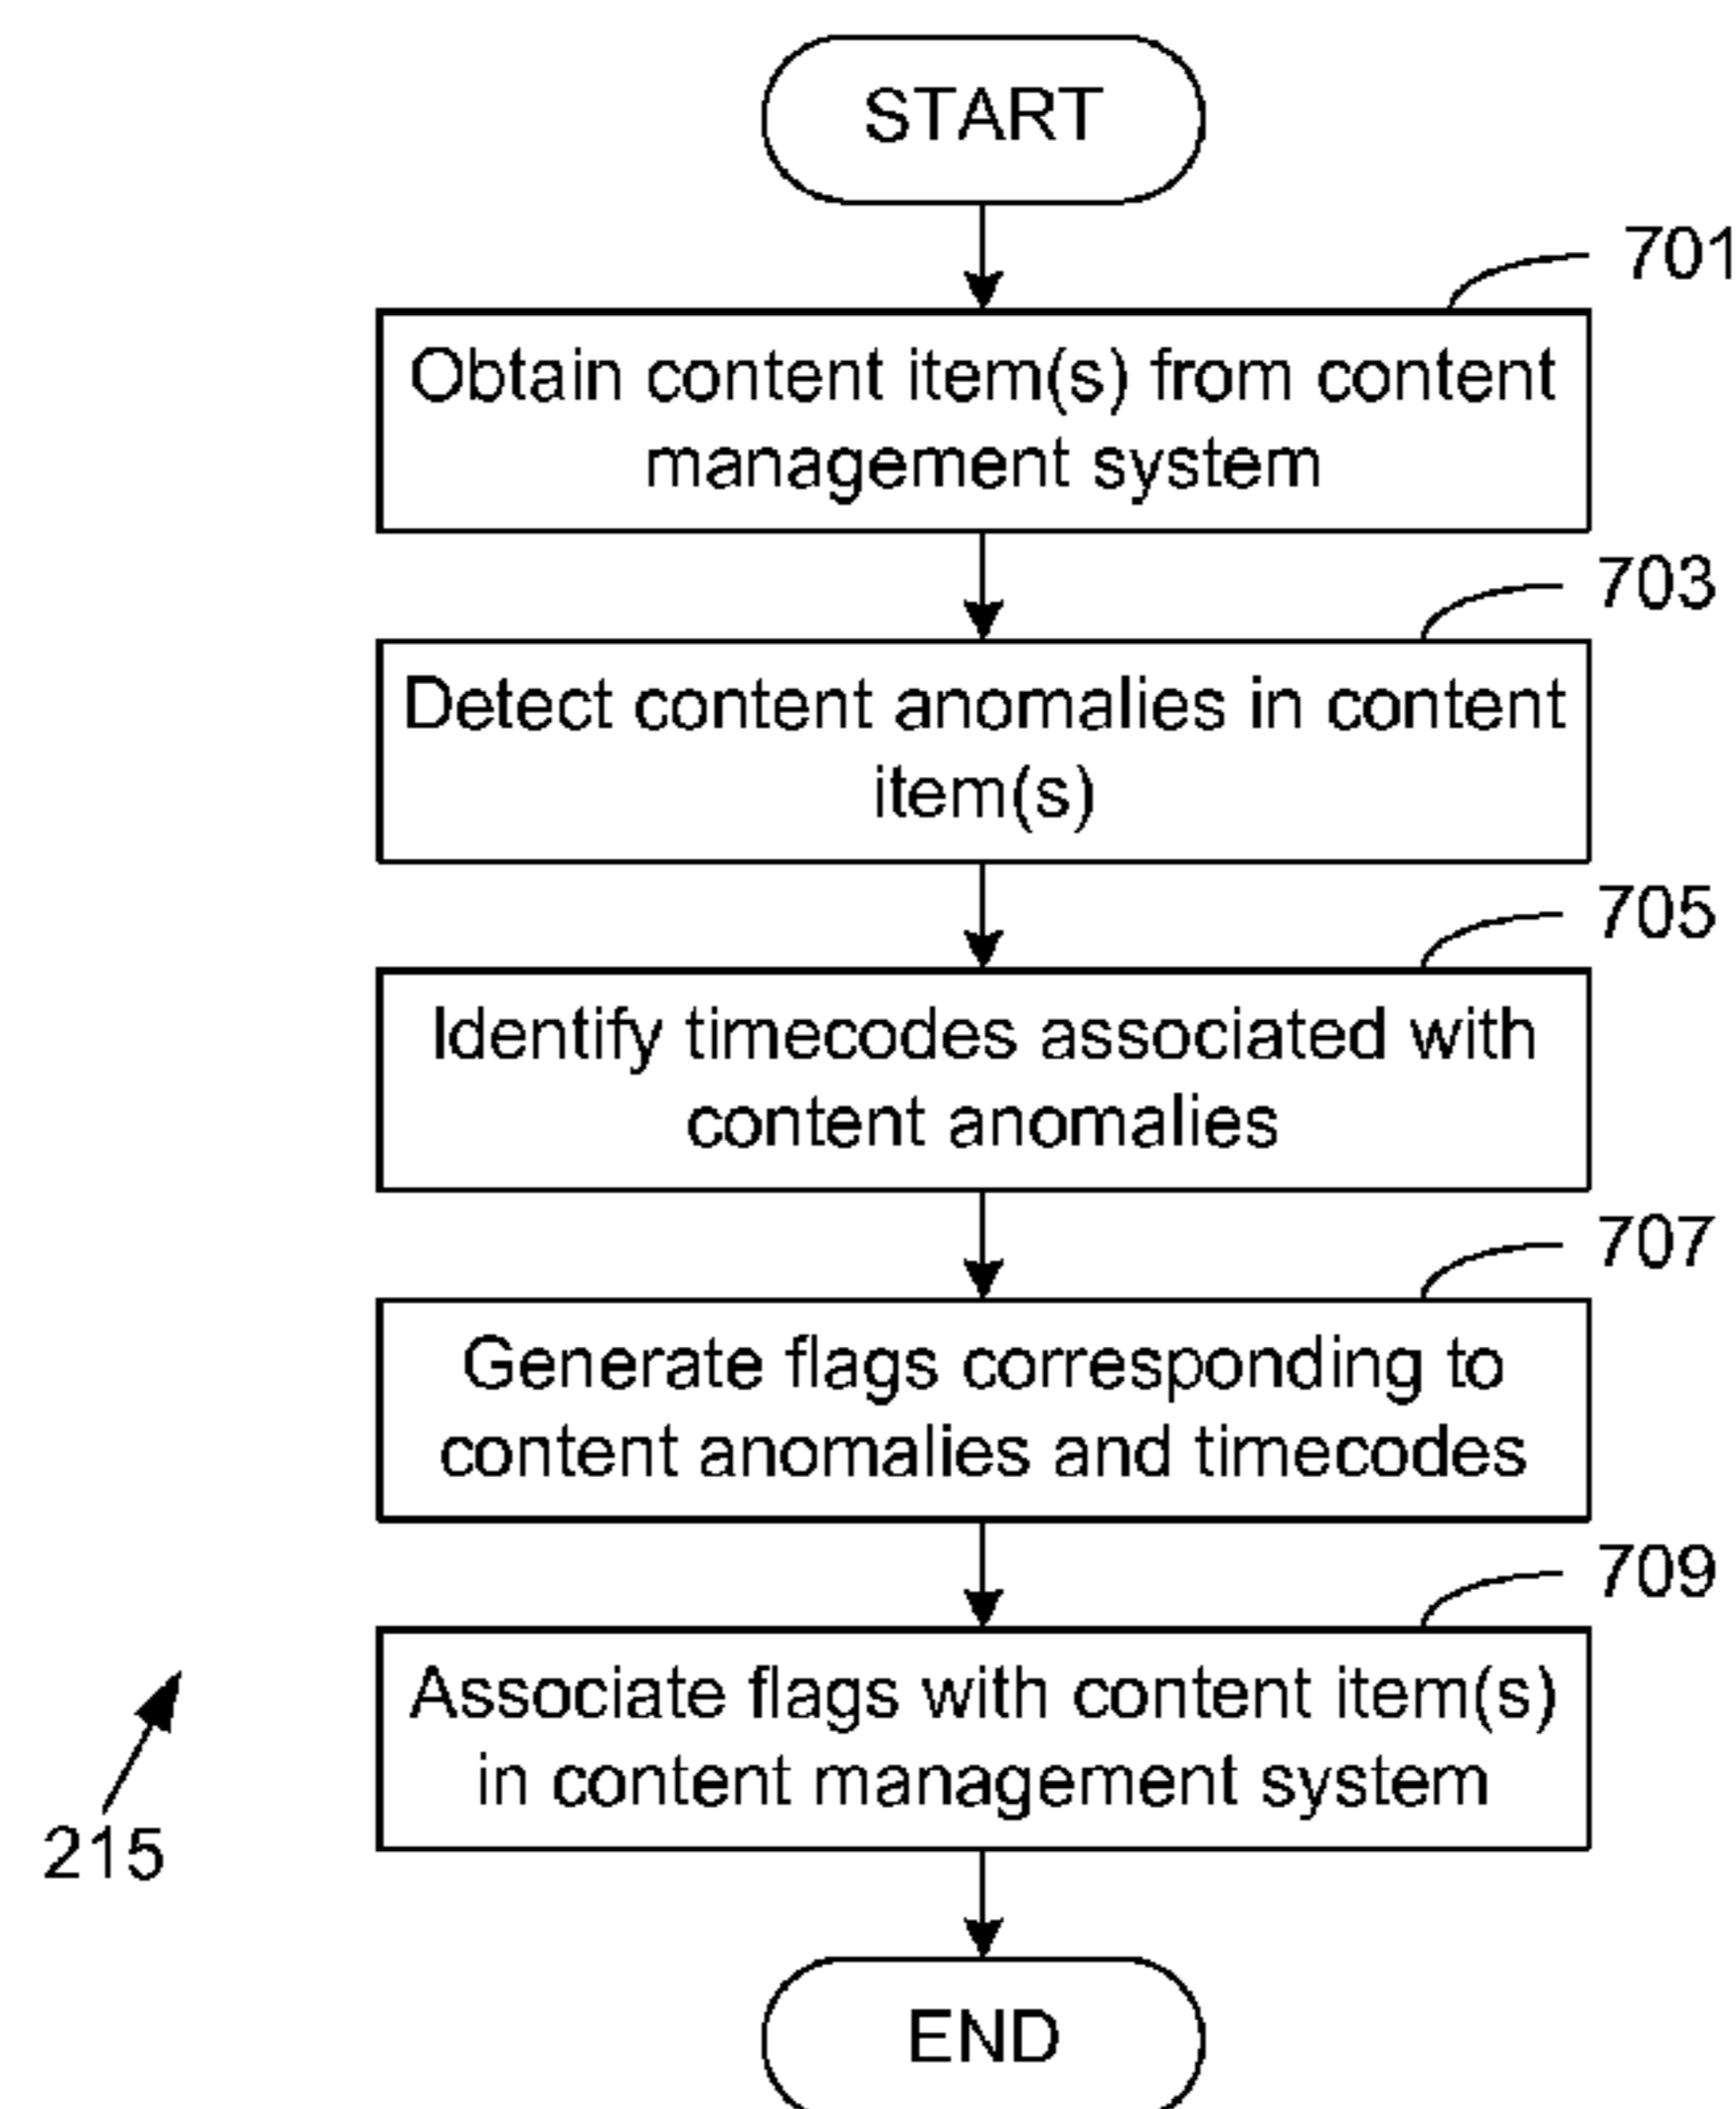 START
701
Obtain content item(s) from content
management system
703
Detect content anomalies in content
item(s)
705
Identify timecodes associated with
content anomalies
707
Generate flags corresponding to
content anomalies and timecodes
709
Associate flags with content item(s)
in content management system
215
END